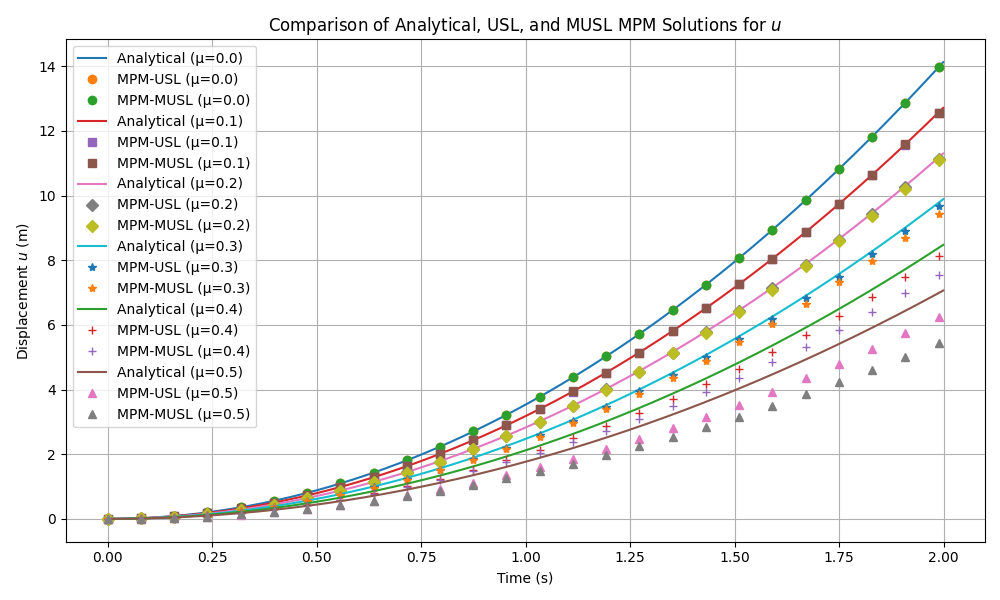 Comparison of Analytical, USL, and MUSL MPM Solutions for u
Displacement u (m)
14
12
10
8
6
4
2
0
Analytical (μ=0.0)
MPM-USL (μ=0.0)
MPM-MUSL (μ=0.0)
Analytical (μ=0.1)
MPM-USL (μ=0.1)
MPM-MUSL (μ=0.1)
Analytical (μ=0.2)
MPM-USL (μ=0.2)
MPM-MUSL (μ=0.2)
Analytical (μ=0.3)
MPM-USL (μ=0.3)
MPM-MUSL (μ=0.3)
Analytical (μ=0.4)
MPM-USL (μ=0.4)
MPM-MUSL (μ=0.4)
Analytical (μ=0.5)
MPM-USL (μ=0.5)
MPM-MUSL (μ=0.5)
0.00 0.25 0.50 0.75 1.00 1.25 1.50 1.75 2.00
Time (s)